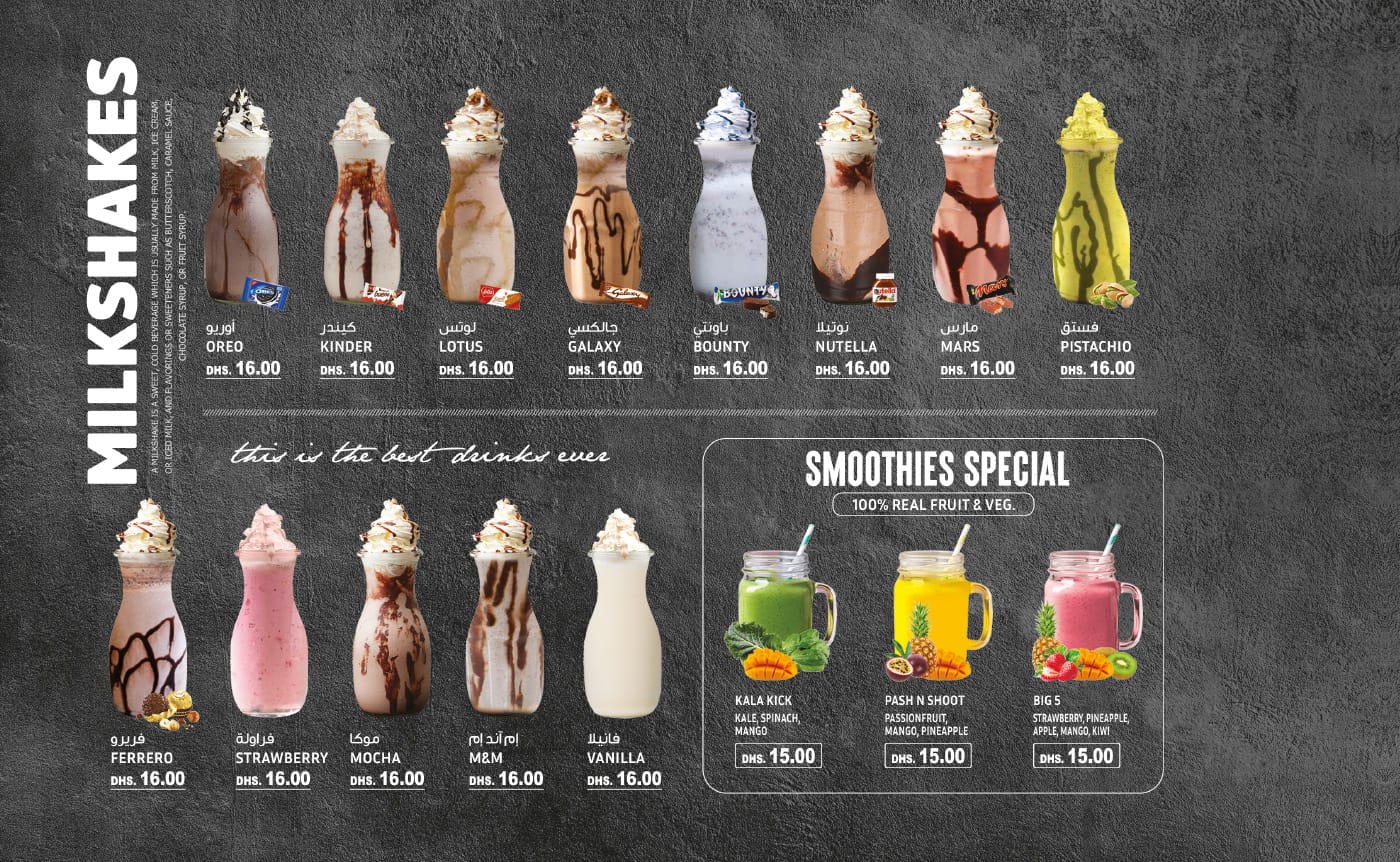 MILKSHAKES
A MILKSHAKE IS A SWEET, COLD BEVERAGE WHICH IS USUALLY MADE FROM MILK, ICE CREAM,
OR ICED MILK, AND FLAVORINGS OR SWEETENERS SUCH AS BUTTERSCOTCH, CARAMEL SAUCE,
CHOCOLATE SYRUP, OR FRUIT SYRUP.
OREO
Kinder
Lotus
Galaxy
BOUNTY
nutella
Mars
أوريو
OREO
DHS. 16.00
كيندر
KINDER
DHS. 16.00
لوتس
LOTUS
DHS. 16.00
جالكسي
GALAXY
DHS. 16.00
باونتي
BOUNTY
DHS. 16.00
نوتيلا
NUTELLA
DHS. 16.00
مارس
MARS
DHS. 16.00
فستق
PISTACHIO
DHS. 16.00
this is the best drinks ever
فريرو
FERRERO
DHS. 16.00
فراولة
STRAWBERRY
DHS. 16.00
موكا
MOCHA
DHS. 16.00
إم آند إم
M&M
DHS. 16.00
فانيلا
VANILLA
DHS. 16.00
SMOOTHIES SPECIAL
100% REAL FRUIT & VEG.
KALA KICK
KALE, SPINACH,
MANGO
DHS. 15.00
PASH N SHOOT
PASSIONFRUIT,
MANGO, PINEAPPLE
DHS. 15.00
BIG 5
STRAWBERRY, PINEAPPLE,
APPLE, MANGO, KIWI
DHS. 15.00